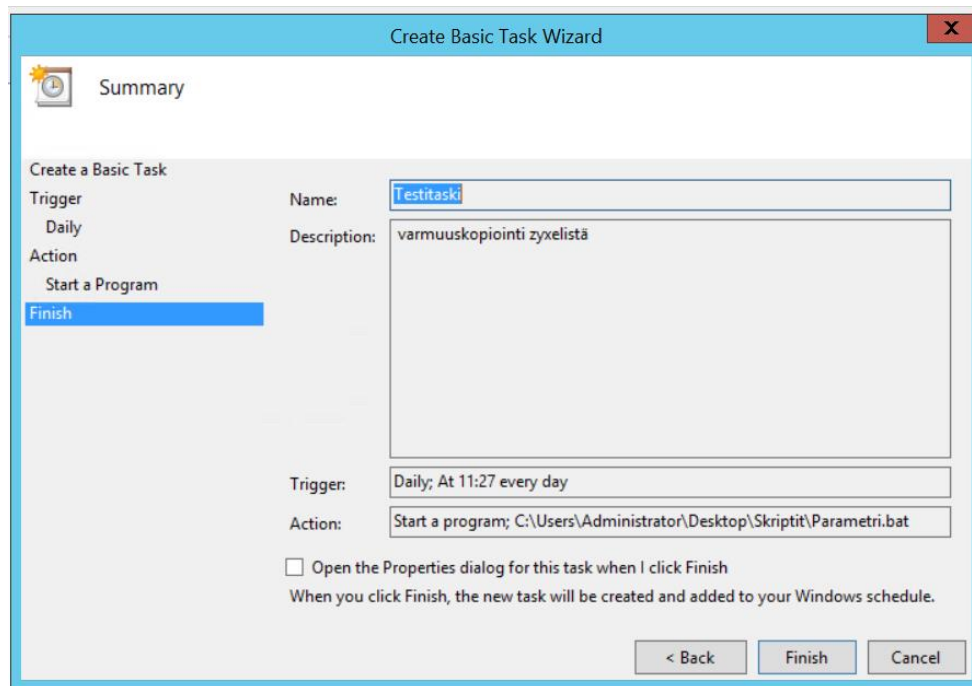 Create Basic Task Wizard
X
Summary
Create a Basic Task
Trigger
Daily
Action
Start a Program
Finish
Name: Testitaski
Description: varmuuskopiointi zyxelistä
Trigger: Daily; At 11:27 every day
Action: Start a program; C:\Users\Administrator\Desktop\Skriptit\Parametri.bat
Open the Properties dialog for this task when I click Finish
When you click Finish, the new task will be created and added to your Windows schedule.
< Back Finish Cancel